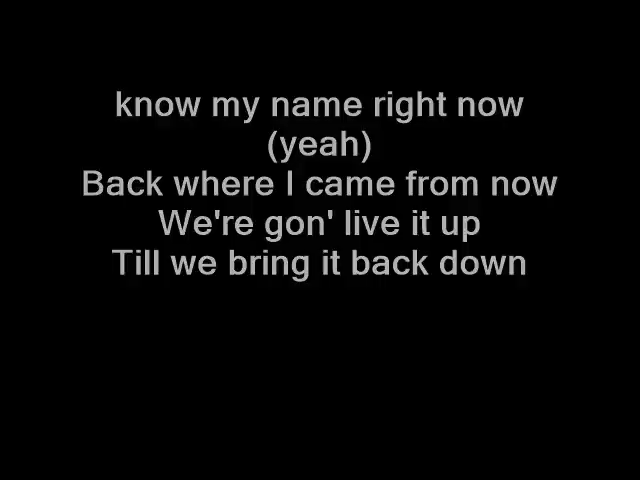 know my name right now
(yeah)
Back where I came from now
We're gon' live it up
Till we bring it back down